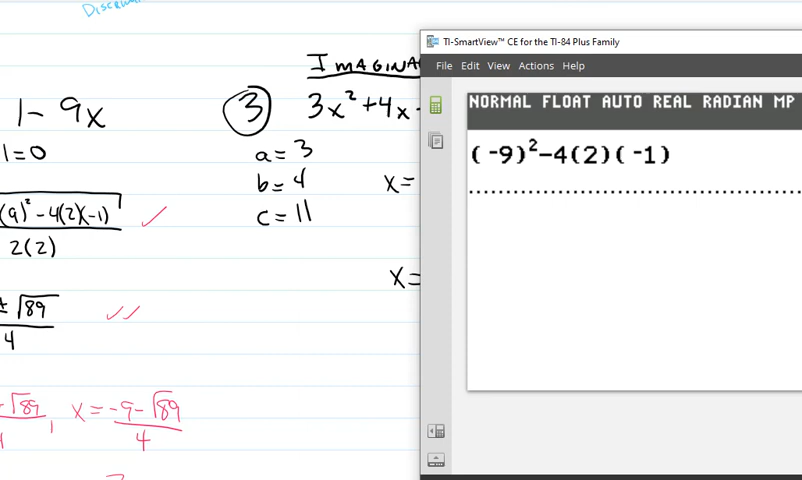 1 - 9x
1 = 0
(9)² - 4(2)(-1)
2(2)
± √89
4
- √89
x = -9 - √89
4
3
3x² + 4x
a = 3
b = 4
c = 11
x =
x =
TI-SmartView™ CE for the TI-84 Plus Family
File Edit View Actions Help
NORMAL FLOAT AUTO REAL RADIAN MP
(-9)²-4(2)(-1)